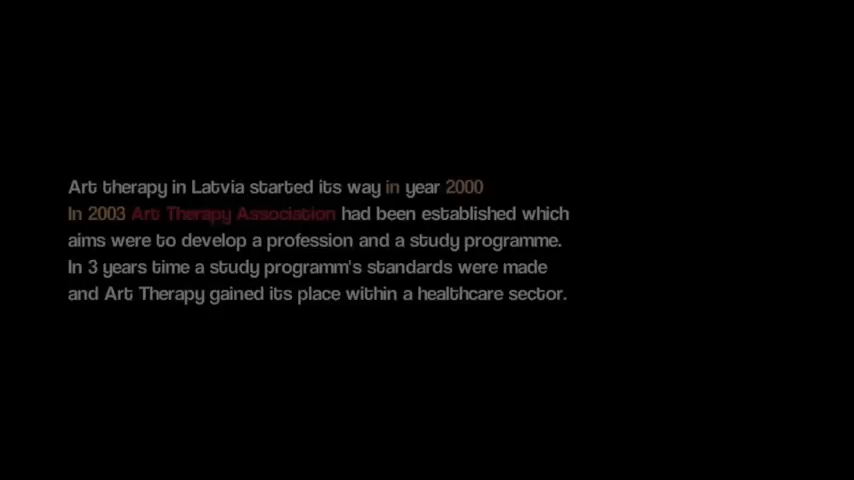 Art therapy in Latvia started its way in year 2000
In 2003 Art Therapy Association had been established which
aims were to develop a profession and a study programme.
In 3 years time a study programm's standards were made
and Art Therapy gained its place within a healthcare sector.